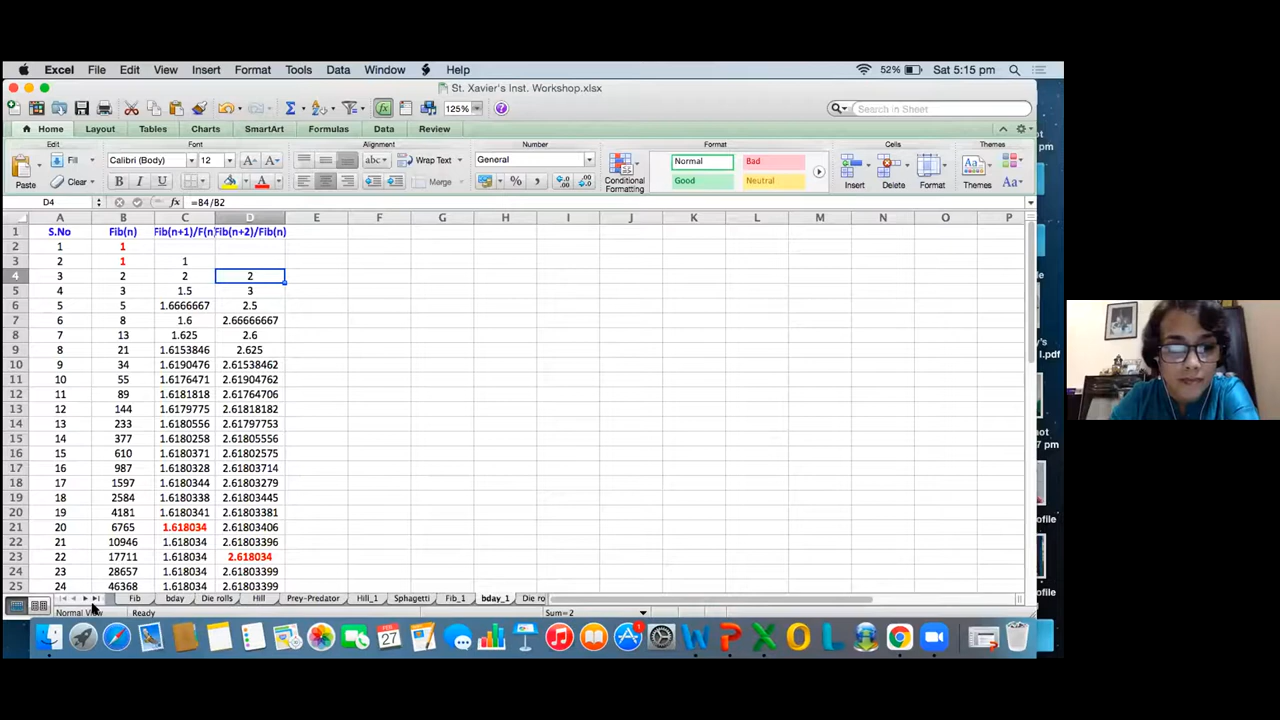 Excel File Edit View Insert Format Tools Data Window Help 52% Sat 5:15 pm
St. Xavier's Inst. Workshop.xlsx
125% Search in Sheet
Home Layout Tables Charts SmartArt Formulas Data Review
Edit Font Alignment Number Format Cells Themes
Fill Calibri (Body) 12 A A abc Wrap Text General Normal Bad
Paste Clear B I U A Merge % Conditional Formatting Good Neutral Insert Delete Format Themes Aa
D4 fx =B4/B2
A B C D E F G H I J K L M N O P
1 S.No Fib(n) Fib(n+1)/F(n) Fib(n+2)/Fib(n)
2 1 1
3 2 1 1
4 3 2 2 2
5 4 3 1.5 3
6 5 5 1.6666667 2.5
7 6 8 1.6 2.66666667
8 7 13 1.625 2.6
9 8 21 1.6153846 2.625
10 9 34 1.6190476 2.61538462
11 10 55 1.6176471 2.61904762
12 11 89 1.6181818 2.61764706
13 12 144 1.6179775 2.61818182
14 13 233 1.6180556 2.61797753
15 14 377 1.6180258 2.61805556
16 15 610 1.6180371 2.61802575
17 16 987 1.6180328 2.61803714
18 17 1597 1.6180344 2.61803279
19 18 2584 1.6180338 2.61803445
20 19 4181 1.6180341 2.61803381
21 20 6765 1.618034 2.61803406
22 21 10946 1.618034 2.61803396
23 22 17711 1.618034 2.618034
24 23 28657 1.618034 2.61803399
25 24 46368 1.618034 2.61803399
Fib bday Die rolls Hill Prey-Predator Hill_1 Sphagetti Fib_1 bday_1 Die ro
Normal View Ready Sum=2
FEB
27